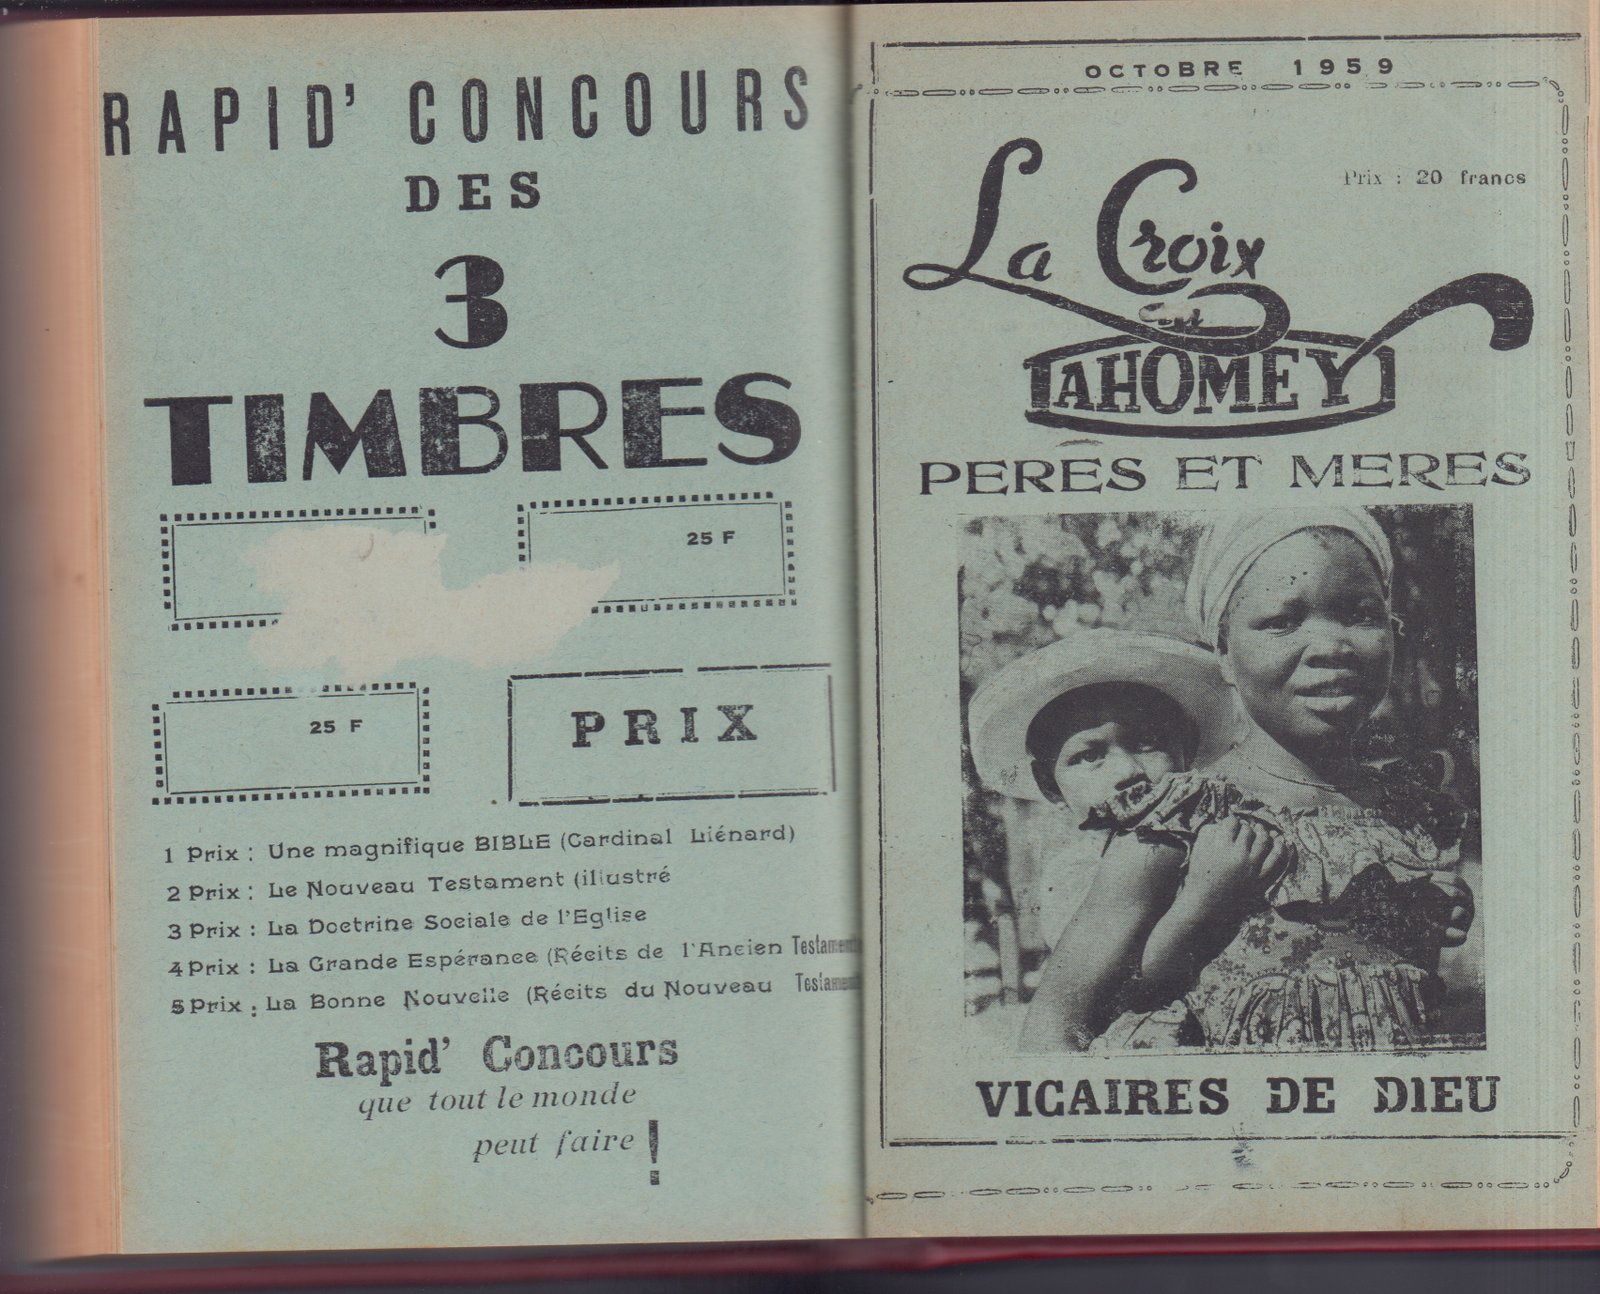 RAPID' CONCOURS
DES
3
TIMBRES
25 F
25 F
PRIX
1 Prix : Une magnifique BIBLE (Cardinal Liénard)
2 Prix : Le Nouveau Testament (illustré
3 Prix : La Doctrine Sociale de l'Eglise
4 Prix : La Grande Espérance (Récits de l'Ancien Testament
5 Prix : La Bonne Nouvelle (Récits du Nouveau Testament
Rapid' Concours
que tout le monde
peut faire !
OCTOBRE 1959
Prix : 20 francs
La Croix
DAHOMEY
PERES ET MERES
VICAIRES DE DIEU